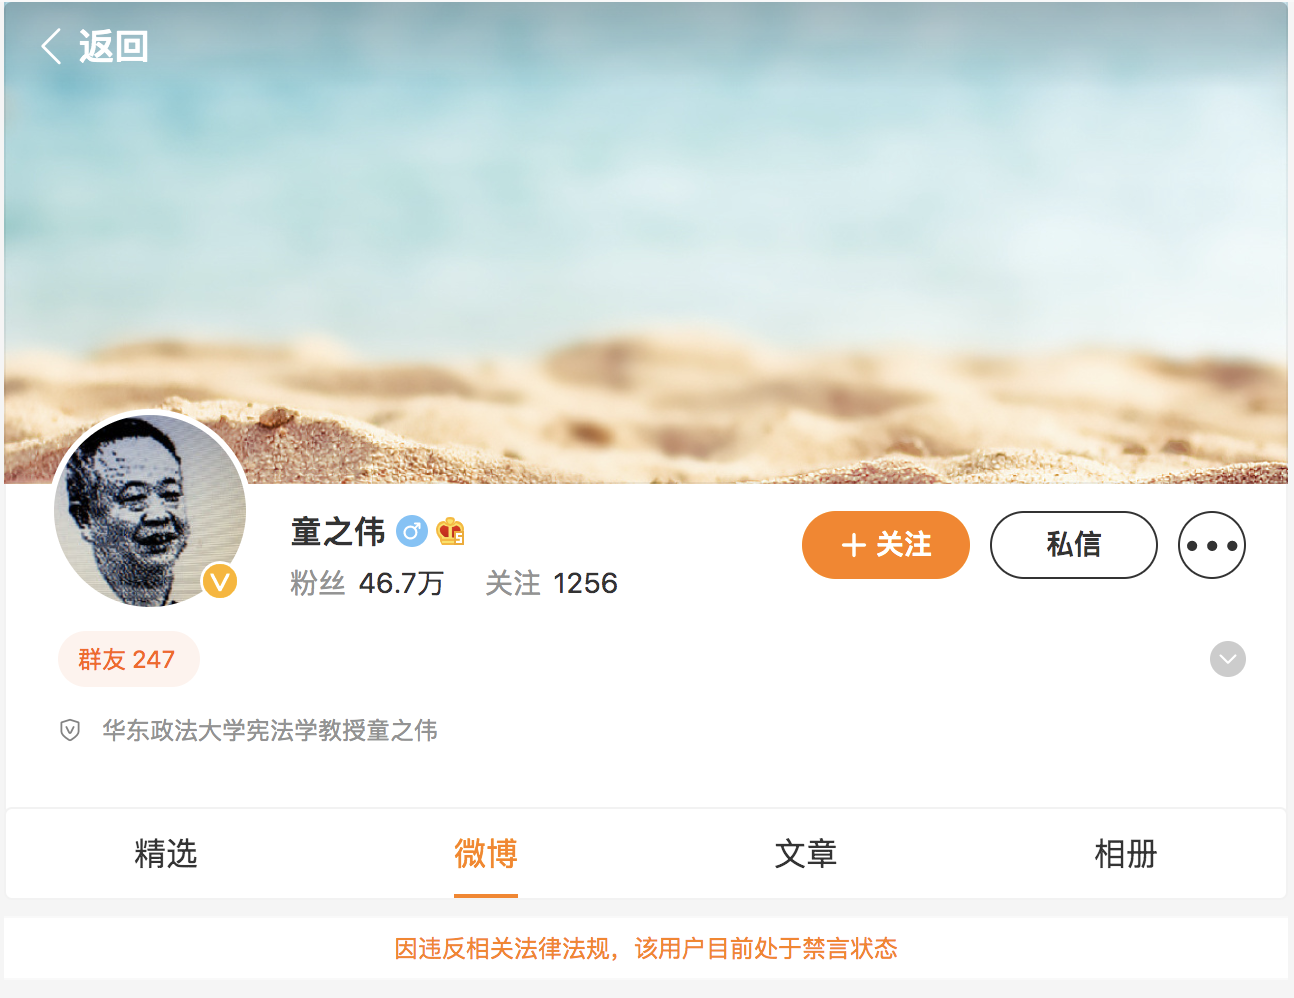 返回
童之伟
粉丝 46.7万 关注 1256
+ 关注
私信
群友 247
华东政法大学宪法学教授童之伟
精选 微博 文章 相册
因违反相关法律法规，该用户目前处于禁言状态